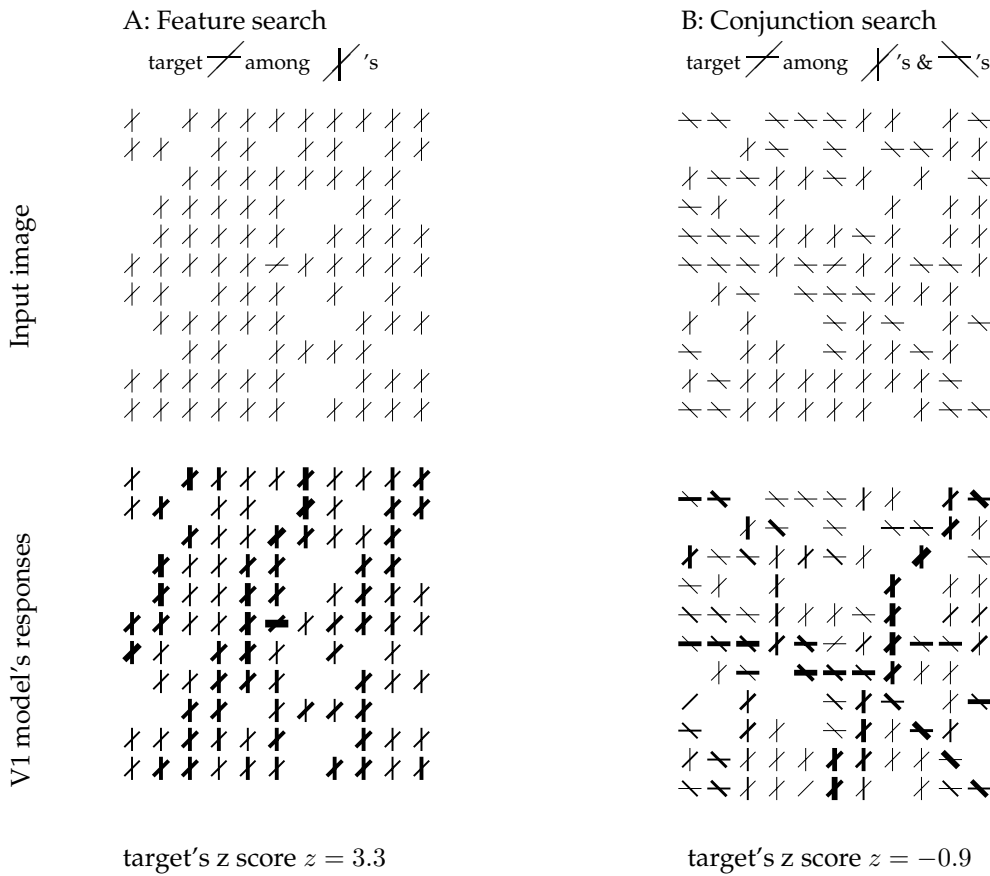 A: Feature search
target among 's
B: Conjunction search
target among 's & 's
Input image
V1 model's responses
target's z score z = 3.3
target's z score z = −0.9